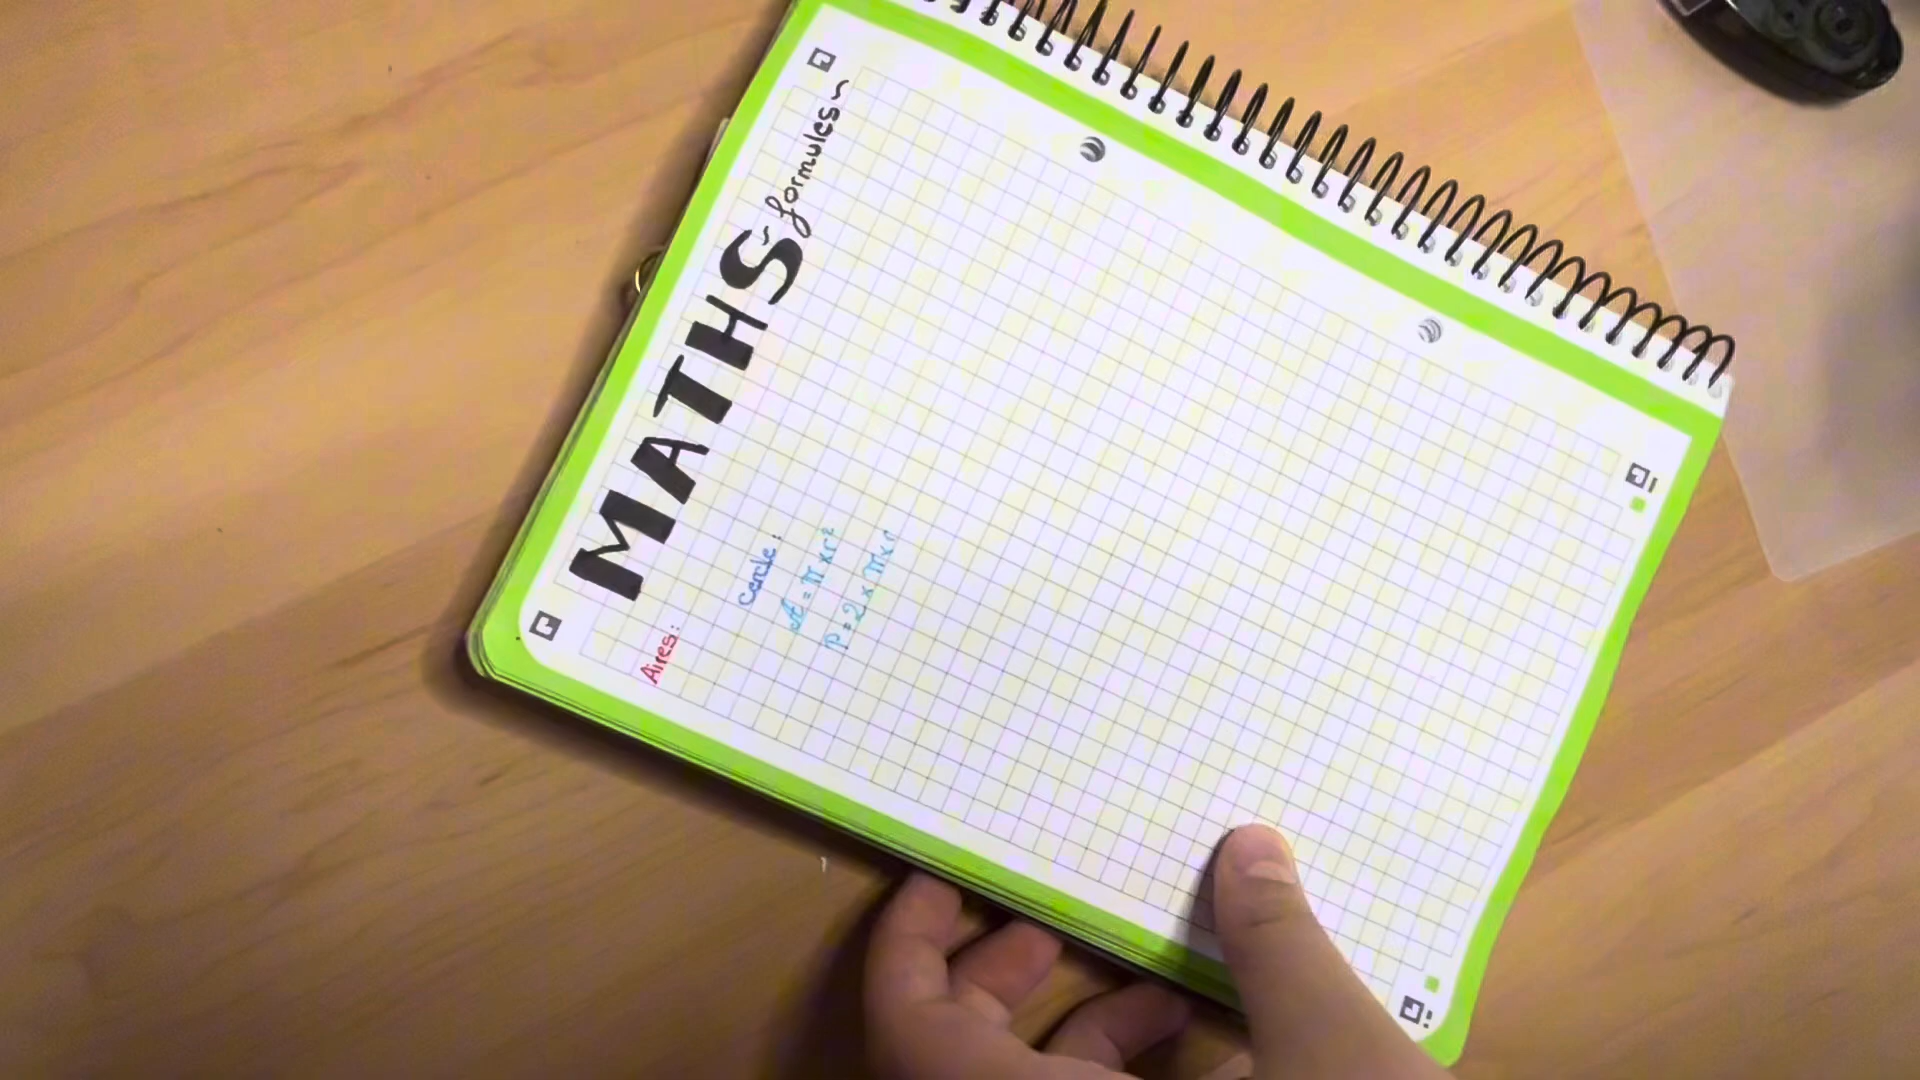 MATHS ~formules~
Aires:
Cercle:
A = π x r²
P = 2 x π x r